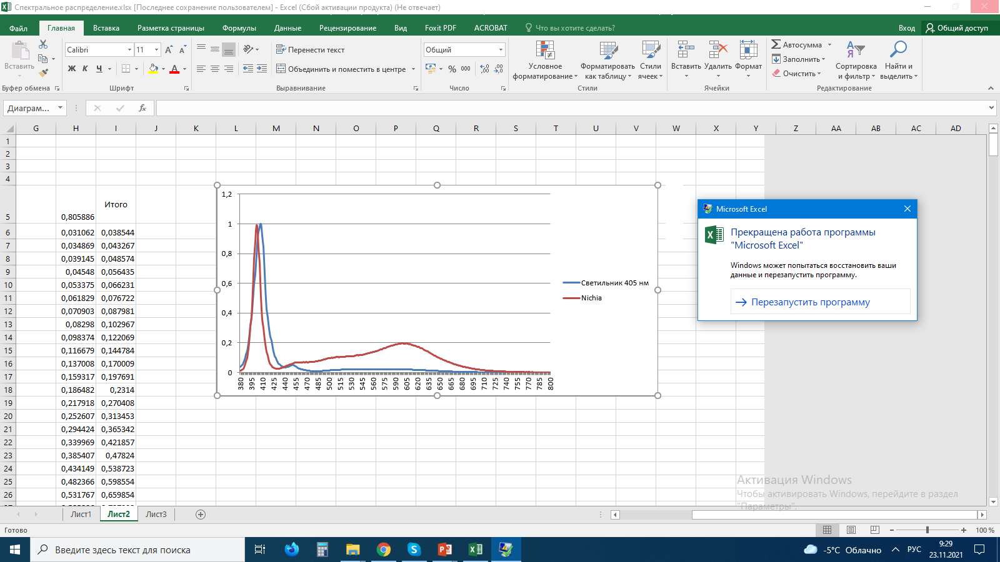 Спектральное распределение.xlsx [Последнее сохранение пользователем] - Excel (Сбой активации продукта) (Не отвечает)
Файл Главная Вставка Разметка страницы Формулы Данные Рецензирование Вид Foxit PDF ACROBAT Что вы хотите сделать? Вход Общий доступ
Calibri 11 Перенести текст Общий Автосумма
Вставить Условное Форматировать Стили Вставить Удалить Формат Заполнить Сортировка Найти и
Ж К Ч А Объединить и поместить в центре % 000 форматирование как таблицу ячеек Очистить и фильтр выделить
Буфер обмена Шрифт Выравнивание Число Стили Ячейки Редактирование
Диаграм... fx
G H I J K L M N O P Q R S T U V W X Y Z AA AB AC AD
1
2
3
4
Итого
5 0,805886
6 0,031062 0,038544
7 0,034869 0,043267
8 0,039145 0,048574
9 0,04548 0,056435
10 0,053375 0,066231
11 0,061829 0,076722
12 0,070903 0,087981
13 0,08298 0,102967
14 0,098374 0,122069
15 0,116679 0,144784
16 0,137008 0,170009
17 0,159317 0,197691
18 0,186482 0,2314
19 0,217918 0,270408
20 0,252607 0,313453
21 0,294424 0,365342
22 0,339969 0,421857
23 0,385407 0,47824
24 0,434149 0,538723
25 0,482366 0,598554
26 0,531767 0,659854
1,2
1
0,8
0,6
0,4
0,2
0
380 395 410 425 440 455 470 485 500 515 530 545 560 575 590 605 620 635 650 665 680 695 710 725 740 755 770 785 800
Светильник 405 нм
Nichia
Microsoft Excel
Прекращена работа программы
"Microsoft Excel"
Windows может попытаться восстановить ваши
данные и перезапустить программу.
Перезапустить программу
Активация Windows
Чтобы активировать Windows, перейдите в раздел
"Параметры".
Лист1 Лист2 Лист3
Готово 100 %
Введите здесь текст для поиска -5°C Облачно РУС 9:29
23.11.2021